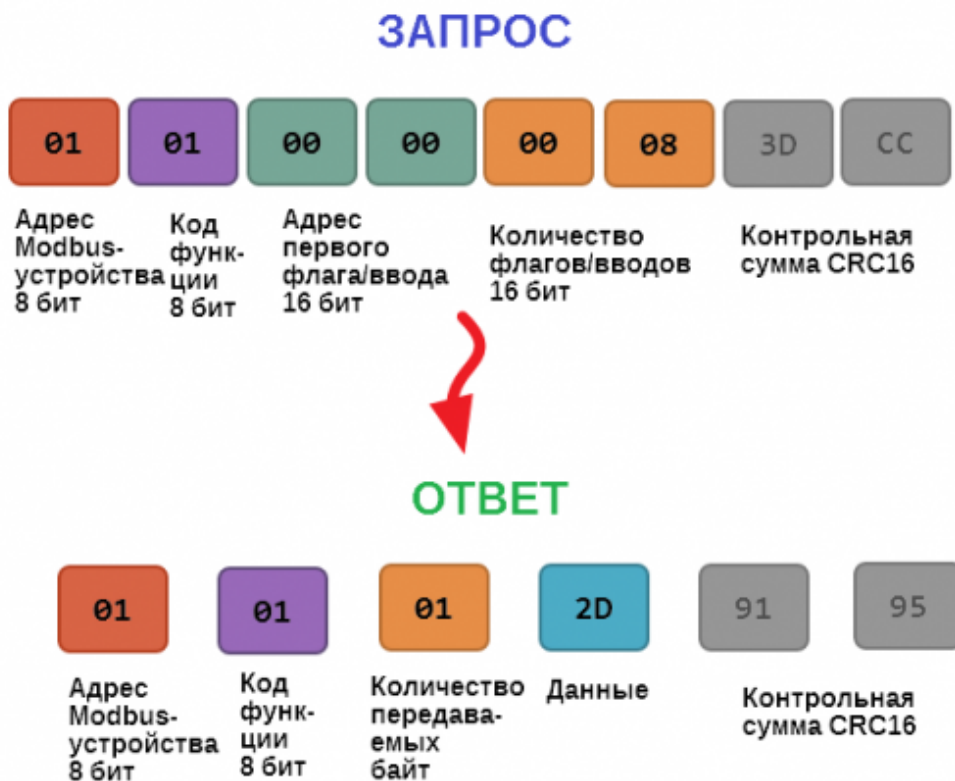 ЗАПРОС
01 01 00 00 00 08 3D CC
Адрес
Modbus-
устройства
8 бит
Код
функ-
ции
8 бит
Адрес
первого
флага/ввода
16 бит
Количество
флагов/вводов
16 бит
Контрольная
сумма CRC16
ОТВЕТ
01 01 01 2D 91 95
Адрес
Modbus-
устройства
8 бит
Код
функ-
ции
8 бит
Количество
передава-
емых
байт
Данные
Контрольная
сумма CRC16